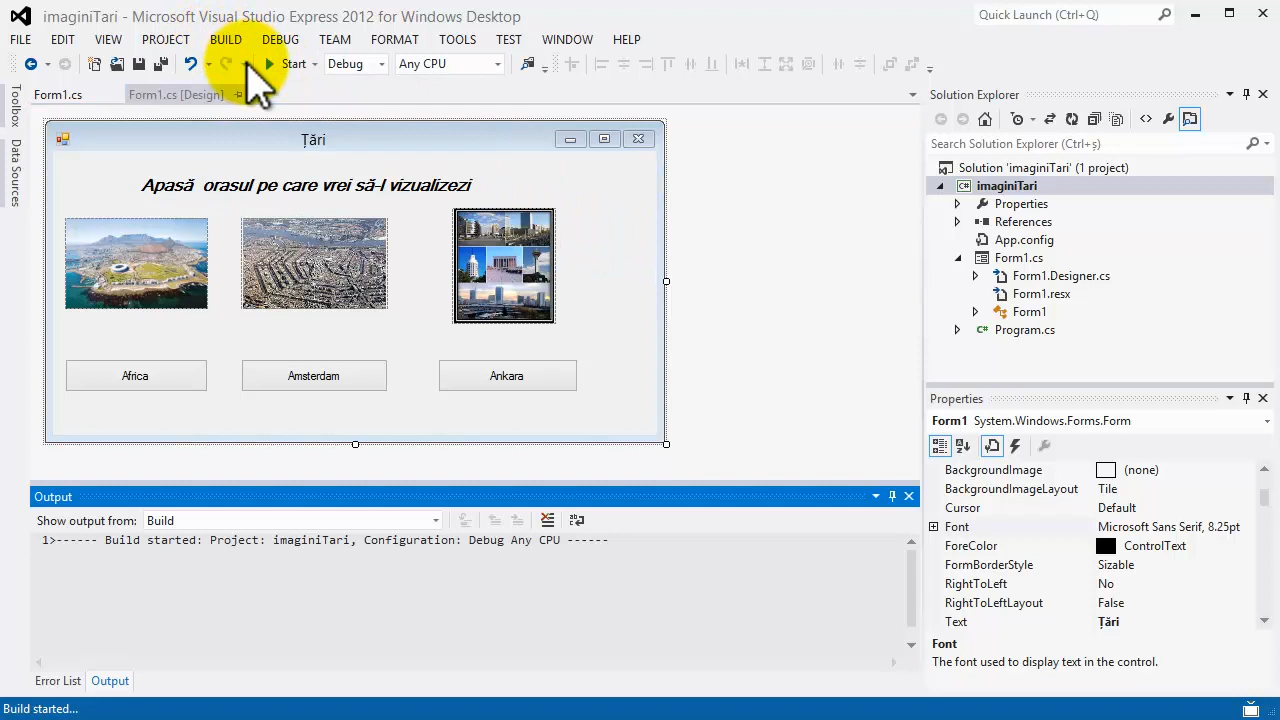 imaginiTari - Microsoft Visual Studio Express 2012 for Windows Desktop
Quick Launch (Ctrl+Q)
FILE EDIT VIEW PROJECT BUILD DEBUG TEAM FORMAT TOOLS TEST WINDOW HELP
Start Debug Any CPU
Toolbox
Data Sources
Form1.cs Form1.cs [Design]
Țări
Apasă orasul pe care vrei să-l vizualizezi
Africa Amsterdam Ankara
Output
Show output from: Build
1>------ Build started: Project: imaginiTari, Configuration: Debug Any CPU ------
Error List Output
Build started...
Solution Explorer
Search Solution Explorer (Ctrl+ș)
Solution 'imaginiTari' (1 project)
C# imaginiTari
Properties
References
App.config
Form1.cs
Form1.Designer.cs
Form1.resx
Form1
C# Program.cs
Properties
Form1 System.Windows.Forms.Form
BackgroundImage (none)
BackgroundImageLayout Tile
Cursor Default
Font Microsoft Sans Serif, 8.25pt
ForeColor ControlText
FormBorderStyle Sizable
RightToLeft No
RightToLeftLayout False
Text Țări
Font
The font used to display text in the control.